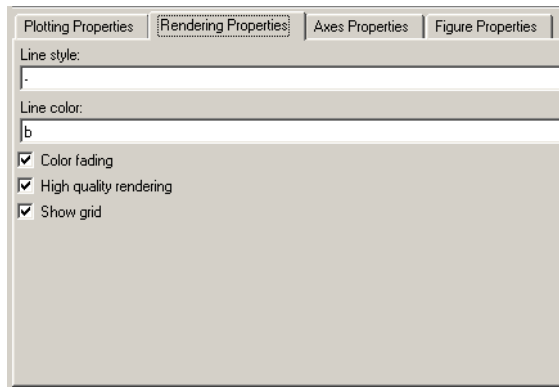 Plotting Properties Rendering Properties Axes Properties Figure Properties
Line style:
-
Line color:
b
Color fading
High quality rendering
Show grid